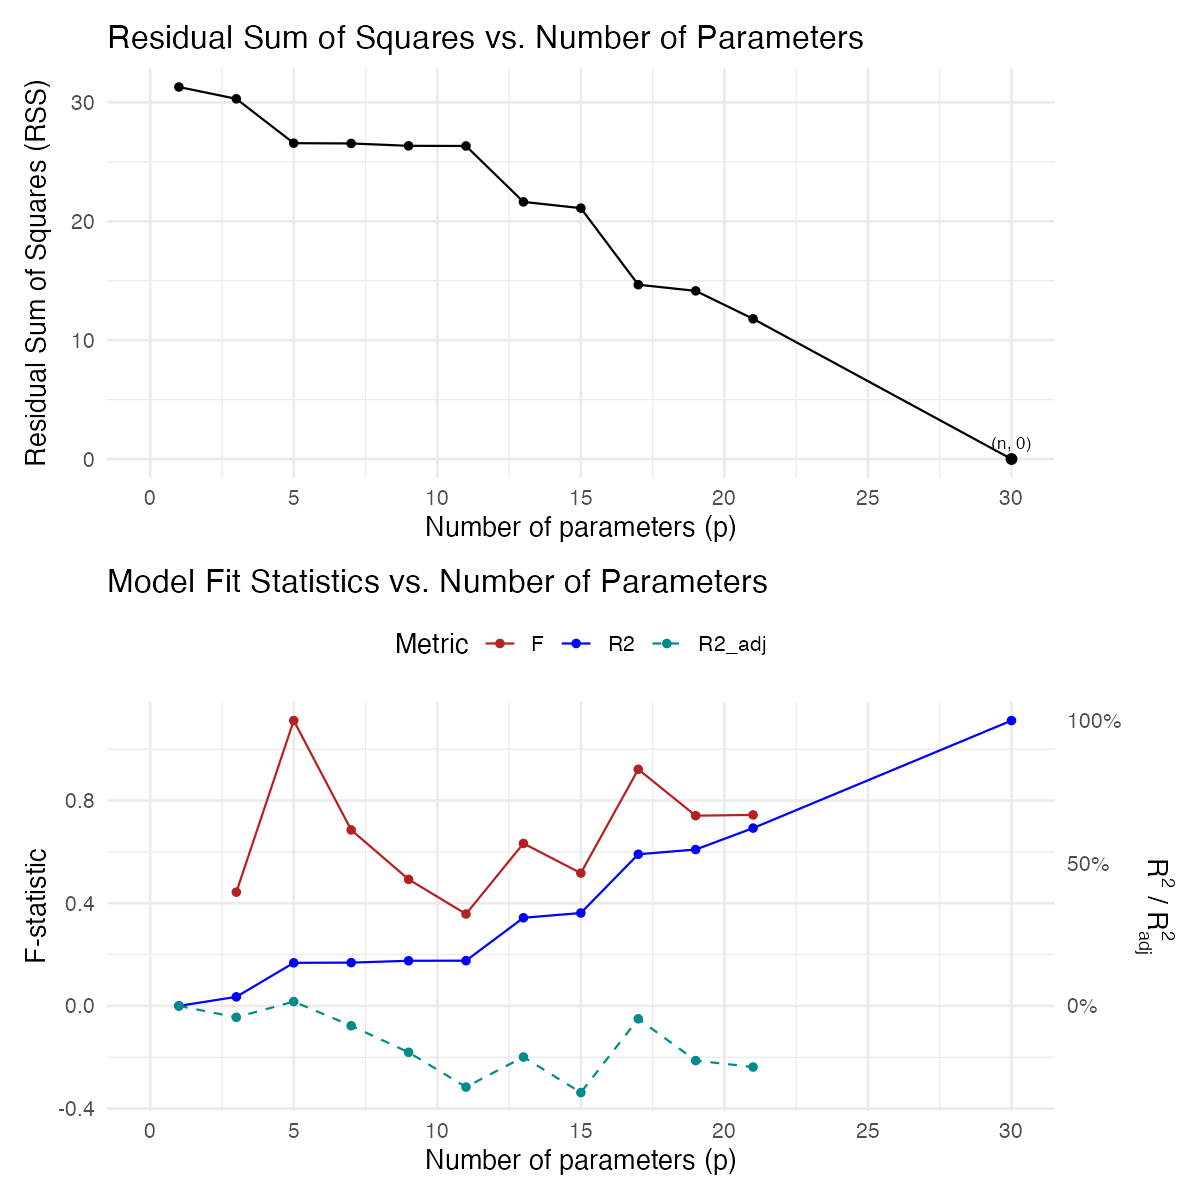 Residual Sum of Squares vs. Number of Parameters
Residual Sum of Squares (RSS)
30
20
10
0
(n, 0)
0 5 10 15 20 25 30
Number of parameters (p)
Model Fit Statistics vs. Number of Parameters
Metric F R2 R2_adj
F-statistic
0.8
0.4
0.0
-0.4
100%
50%
0%
R² / R²adj
0 5 10 15 20 25 30
Number of parameters (p)